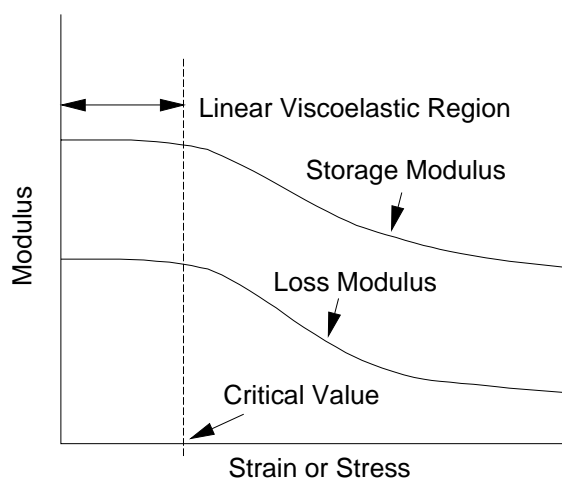 Linear Viscoelastic Region
Storage Modulus
Modulus
Loss Modulus
Critical Value
Strain or Stress